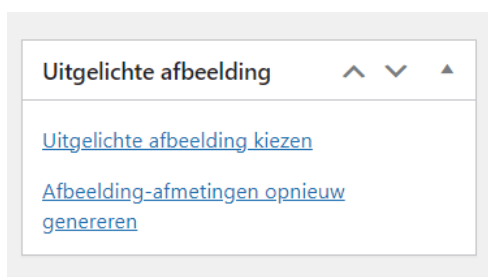 Uitgelichte afbeelding
Uitgelichte afbeelding kiezen
Afbeelding-afmetingen opnieuw
genereren